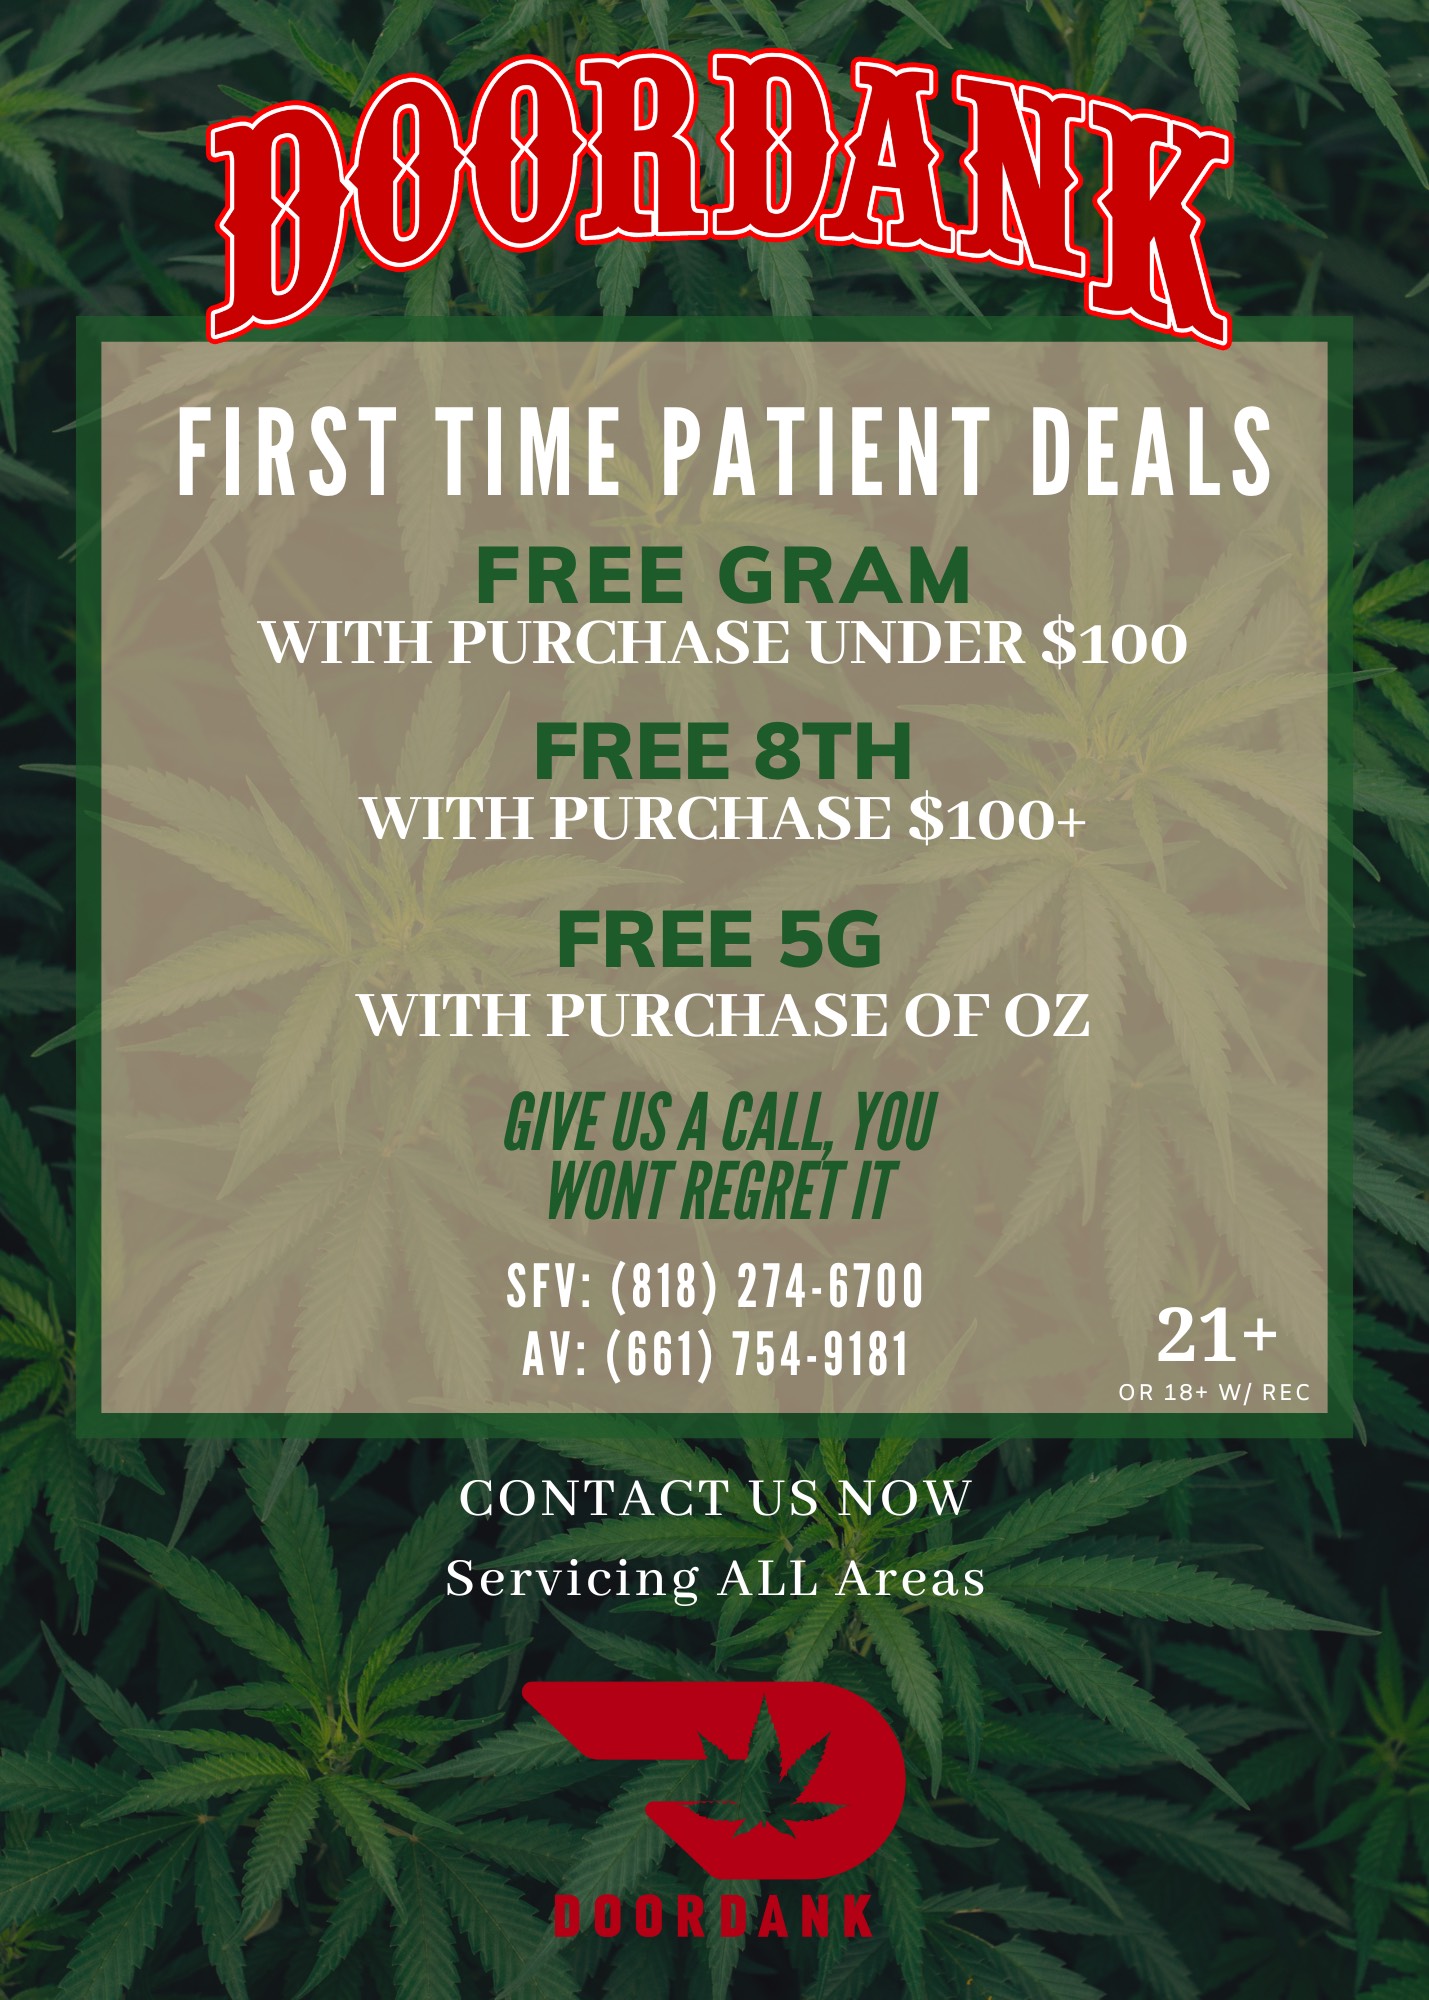 DOORDANK
FIRST TIME PATIENT DEALS
FREE GRAM
WITH PURCHASE UNDER $100
FREE 8TH
WITH PURCHASE $100+
FREE 5G
WITH PURCHASE OF OZ
GIVE US A CALL, YOU
WONT REGRET IT
SFV: (818) 274-6700
AV: (661) 754-9181
21+
OR 18+ W/ REC
CONTACT US NOW
Servicing ALL Areas
DOORDANK